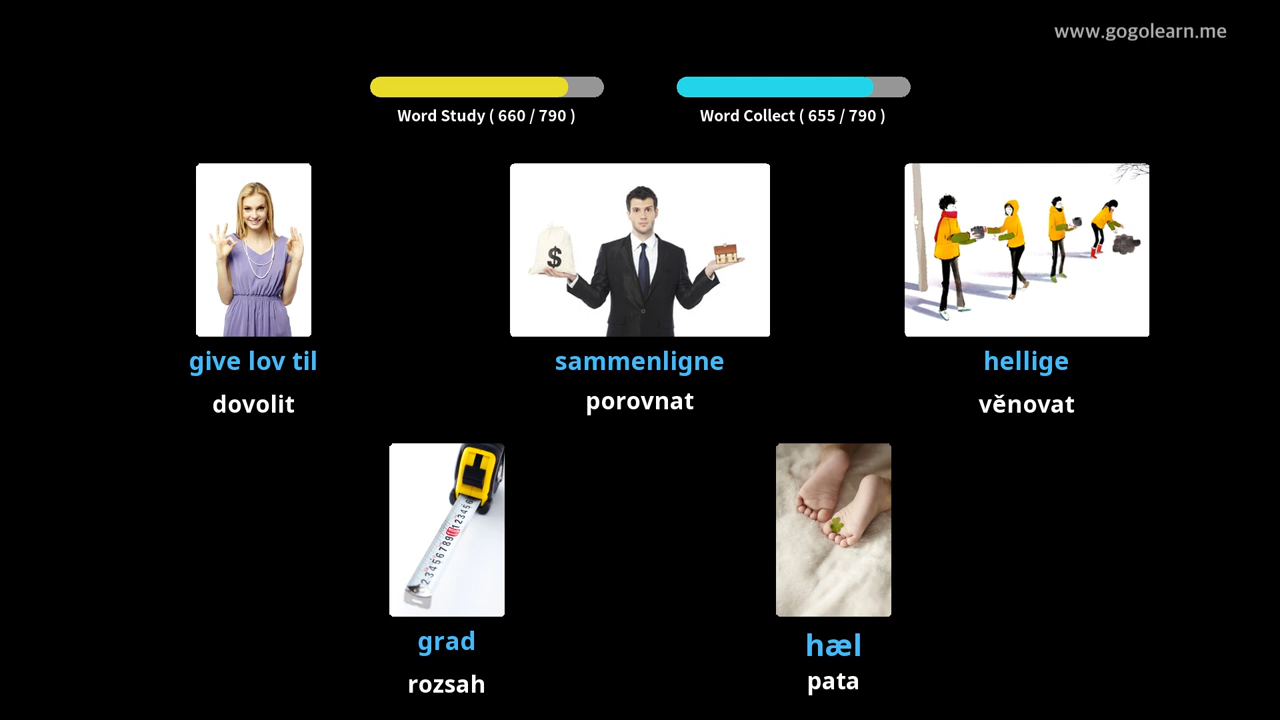 www.gogolearn.me
Word Study ( 660 / 790 )
Word Collect ( 655 / 790 )
$
give lov til
sammenligne
hellige
dovolit
porovnat
věnovat
grad
hæl
rozsah
pata